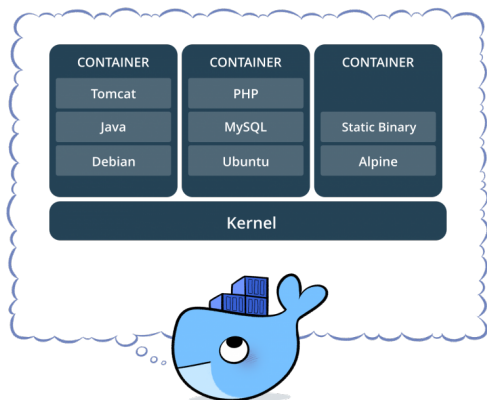 CONTAINER
Tomcat
Java
Debian
CONTAINER
PHP
MySQL
Ubuntu
CONTAINER
Static Binary
Alpine
Kernel